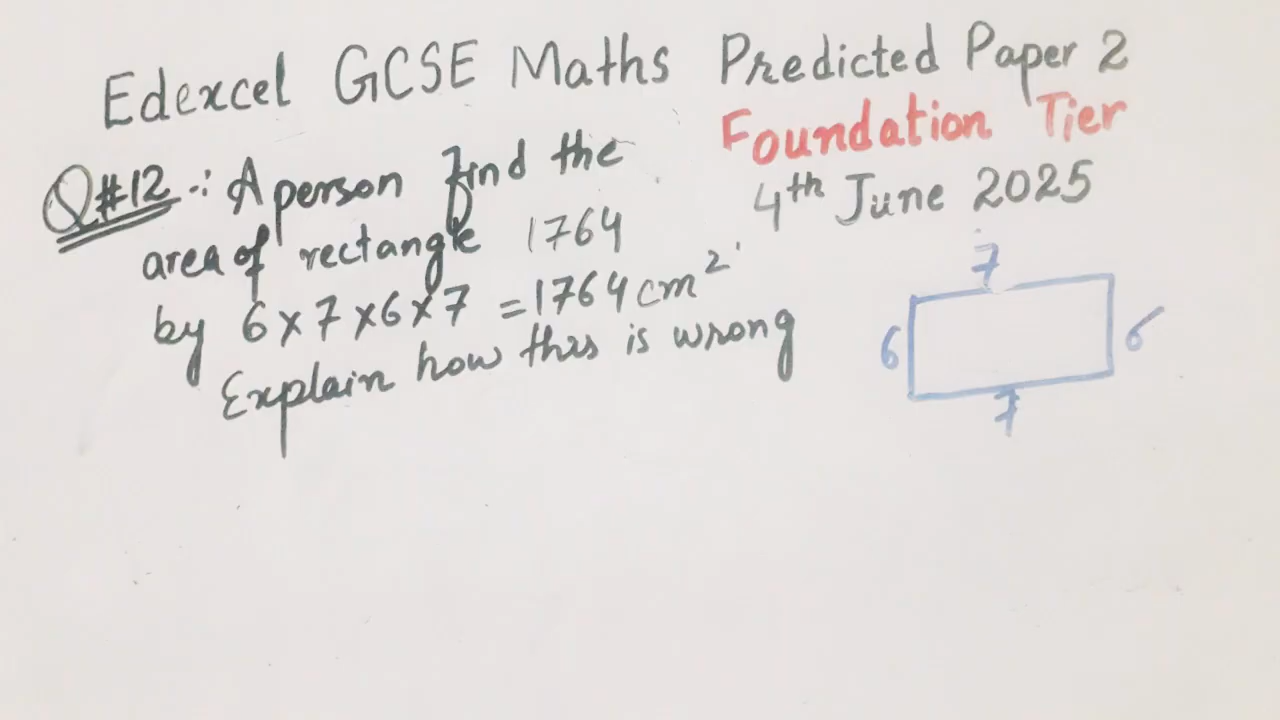 Edexcel GCSE Maths Predicted Paper 2
Foundation Tier
4th June 2025
Q#12 -: A person find the
area of rectangle 1764
by 6 x 7 x 6 x 7 = 1764 cm²
Explain how this is wrong
7
6
6
7